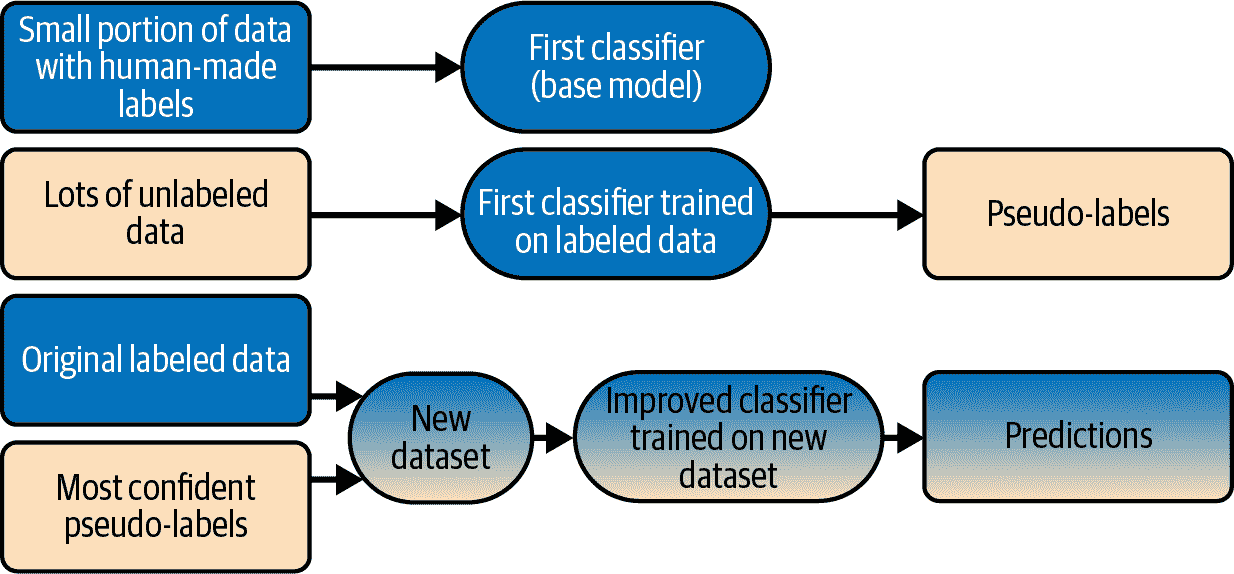 Small portion of data
with human-made
labels
First classifier
(base model)
Lots of unlabeled
data
First classifier trained
on labeled data
Pseudo-labels
Original labeled data
Most confident
pseudo-labels
New
dataset
Improved classifier
trained on new
dataset
Predictions